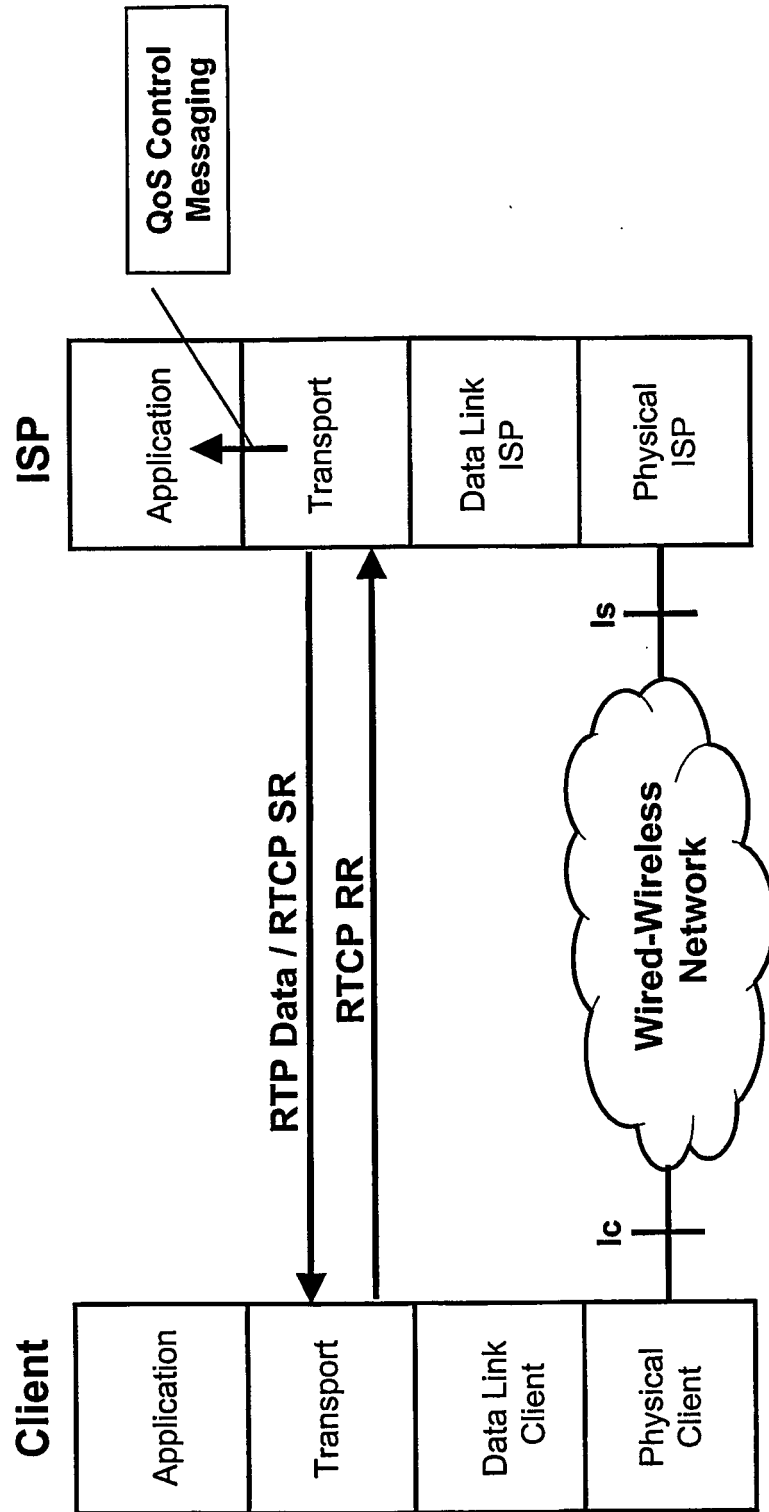 Client
ISP
Application
Transport
Data Link
Client
Physical
Client
RTP Data / RTCP SR
RTCP RR
Ic
Wired-Wireless
Network
Is
Application
Transport
Data Link
ISP
Physical
ISP
QoS Control
Messaging